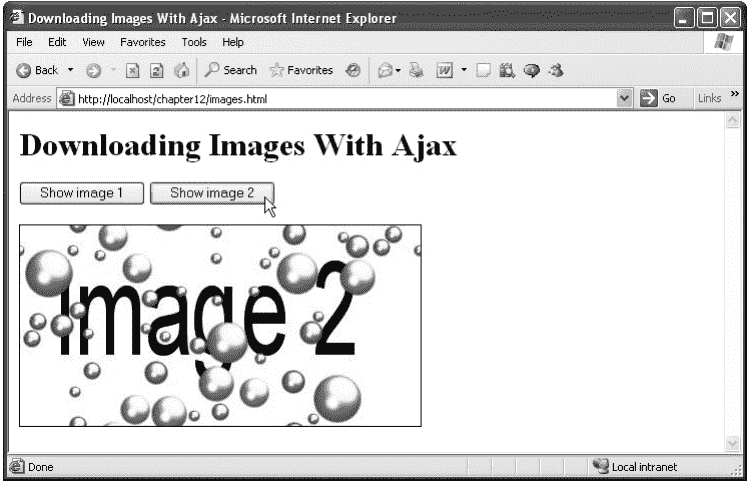 Downloading Images With Ajax - Microsoft Internet Explorer
File Edit View Favorites Tools Help
Back Search Favorites
Address http://localhost/chapter12/images.html Go Links »
Downloading Images With Ajax
Show image 1 Show image 2
Image 2
Done Local intranet